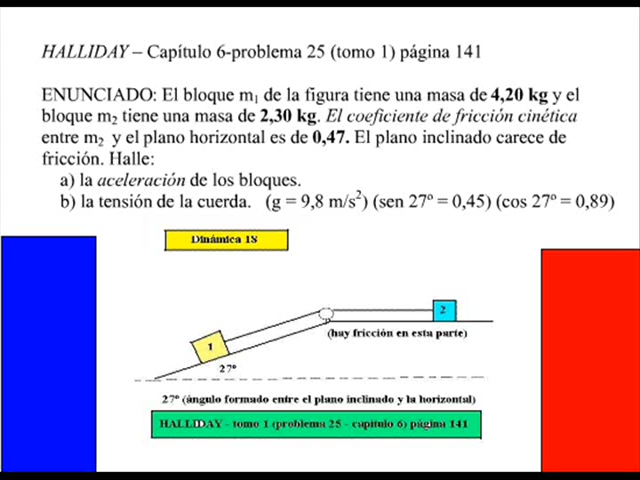 HALLIDAY – Capítulo 6-problema 25 (tomo 1) página 141
ENUNCIADO: El bloque m₁ de la figura tiene una masa de 4,20 kg y el
bloque m₂ tiene una masa de 2,30 kg. El coeficiente de fricción cinética
entre m₂ y el plano horizontal es de 0,47. El plano inclinado carece de
fricción. Halle:
a) la aceleración de los bloques.
b) la tensión de la cuerda. (g = 9,8 m/s²) (sen 27º = 0,45) (cos 27º = 0,89)
Dinámica 18
2
(hay fricción en esta parte)
1
27º
27º (ángulo formado entre el plano inclinado y la horizontal)
HALLIDAY - tomo 1 (problema 25 - capítulo 6) página 141